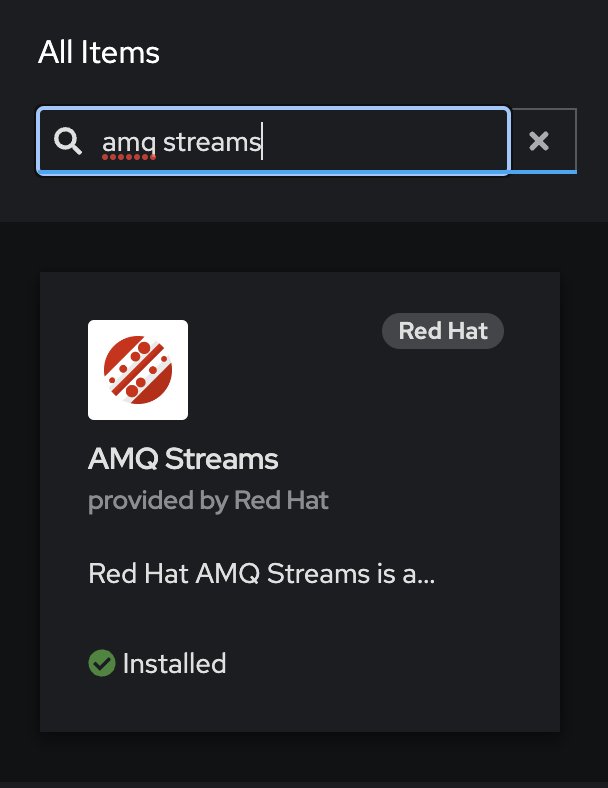 All Items
amq streams
Red Hat
AMQ Streams
provided by Red Hat
Red Hat AMQ Streams is a...
Installed